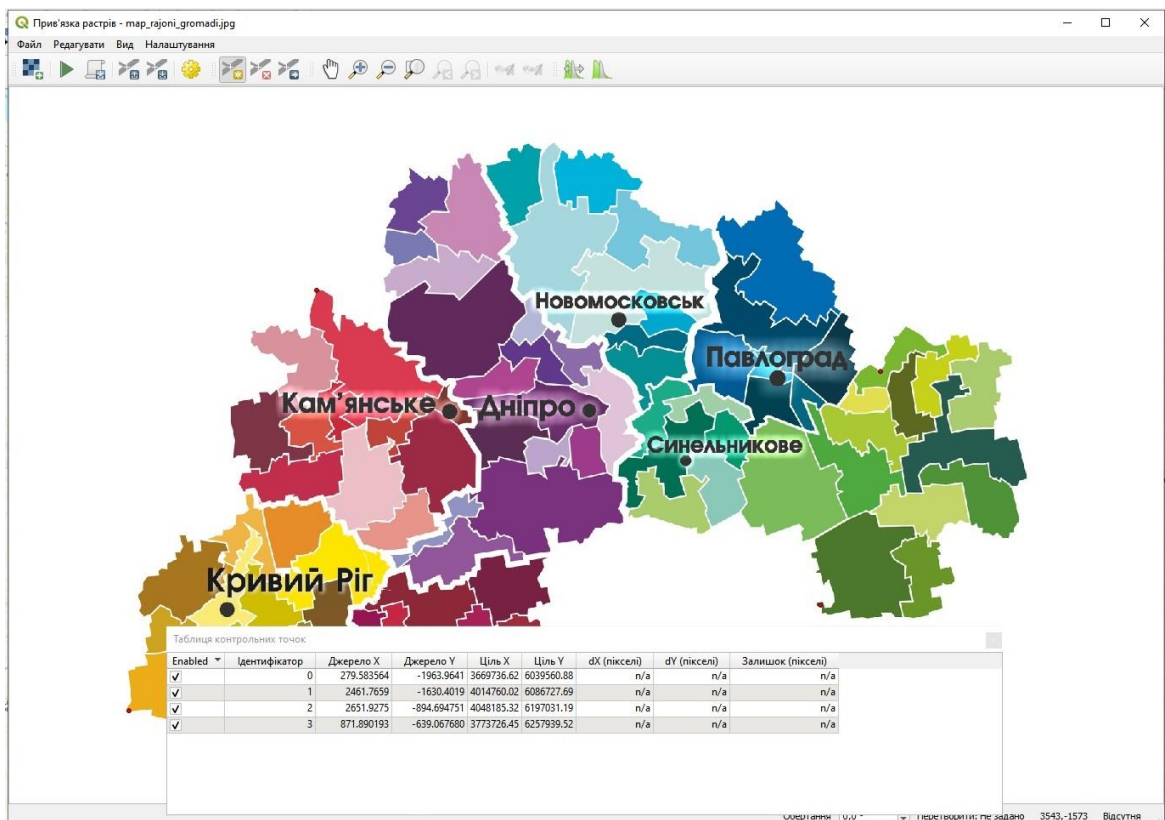 Прив'язка растрів - map_rajoni_gromadi.jpg
Файл Редагувати Вид Налаштування
Новомосковськ
Павлоград
Кам’янське
Дніпро
Синельникове
Кривий Ріг
Таблиця контрольних точок
Enabled Ідентифікатор Джерело X Джерело Y Ціль X Ціль Y dX (пікселі) dY (пікселі) Залишок (пікселі)
0 279.583564 -1963.9641 3669736.62 6039560.88 n/a n/a n/a
1 2461.7659 -1630.4019 4014760.02 6086727.69 n/a n/a n/a
2 2651.9275 -894.694751 4048185.32 6197031.19 n/a n/a n/a
3 871.890193 -639.067680 3773726.45 6257939.52 n/a n/a n/a
Обертання 0,0 ° Перетворити: Не задано 3543,-1573 Відсутня